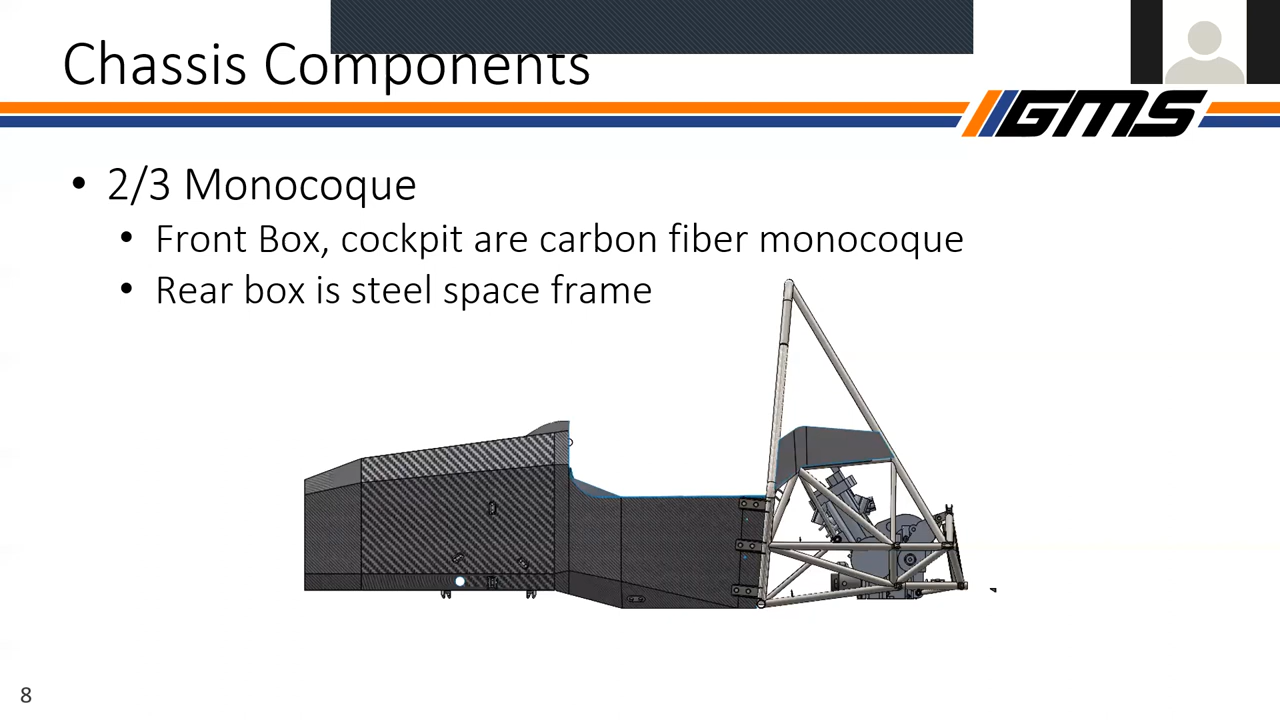 Chassis Components
GMS
• 2/3 Monocoque
• Front Box, cockpit are carbon fiber monocoque
• Rear box is steel space frame
8